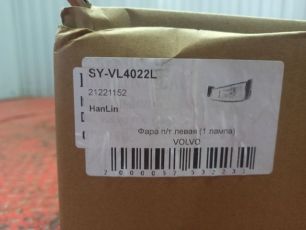 SY-VL4022L
21221152
HanLin
Фара п/т левая (1 лампа)
VOLVO